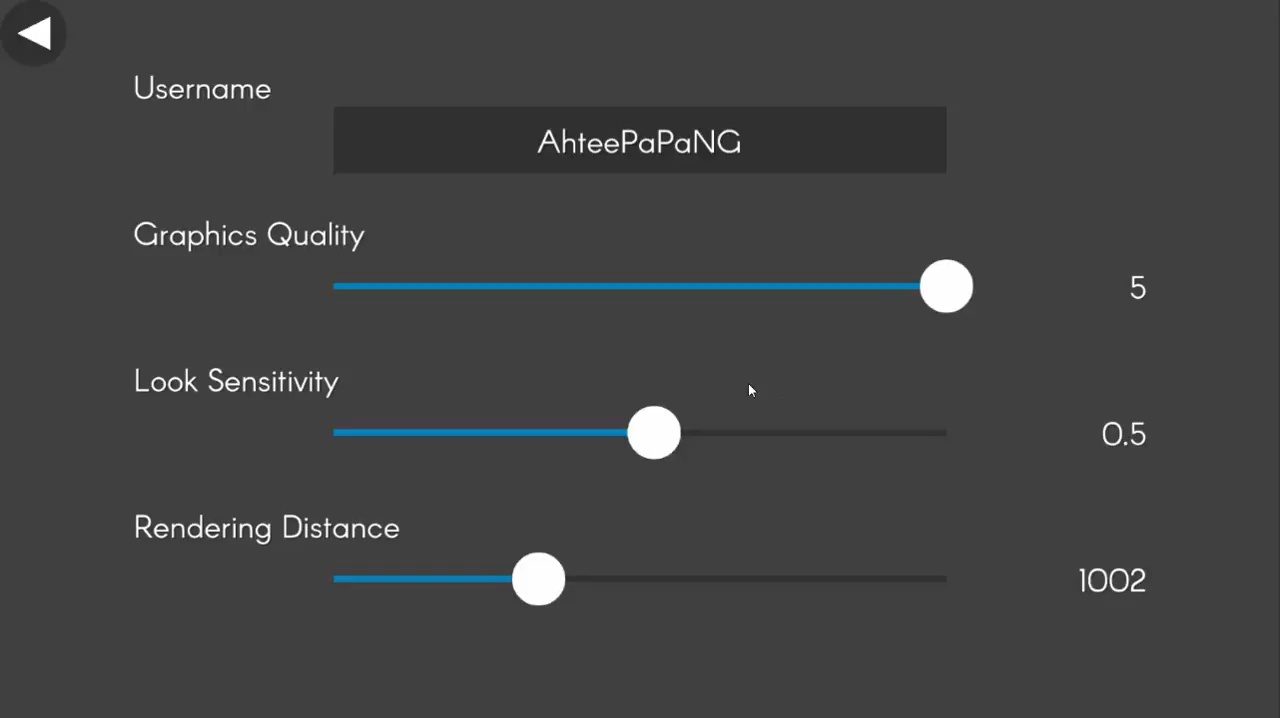 Username
AhteePaPaNG
Graphics Quality
5
Look Sensitivity
0.5
Rendering Distance
1002